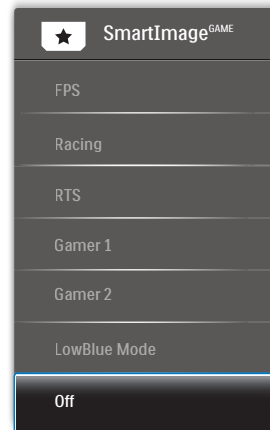 SmartImageGAME
FPS
Racing
RTS
Gamer 1
Gamer 2
LowBlue Mode
Off